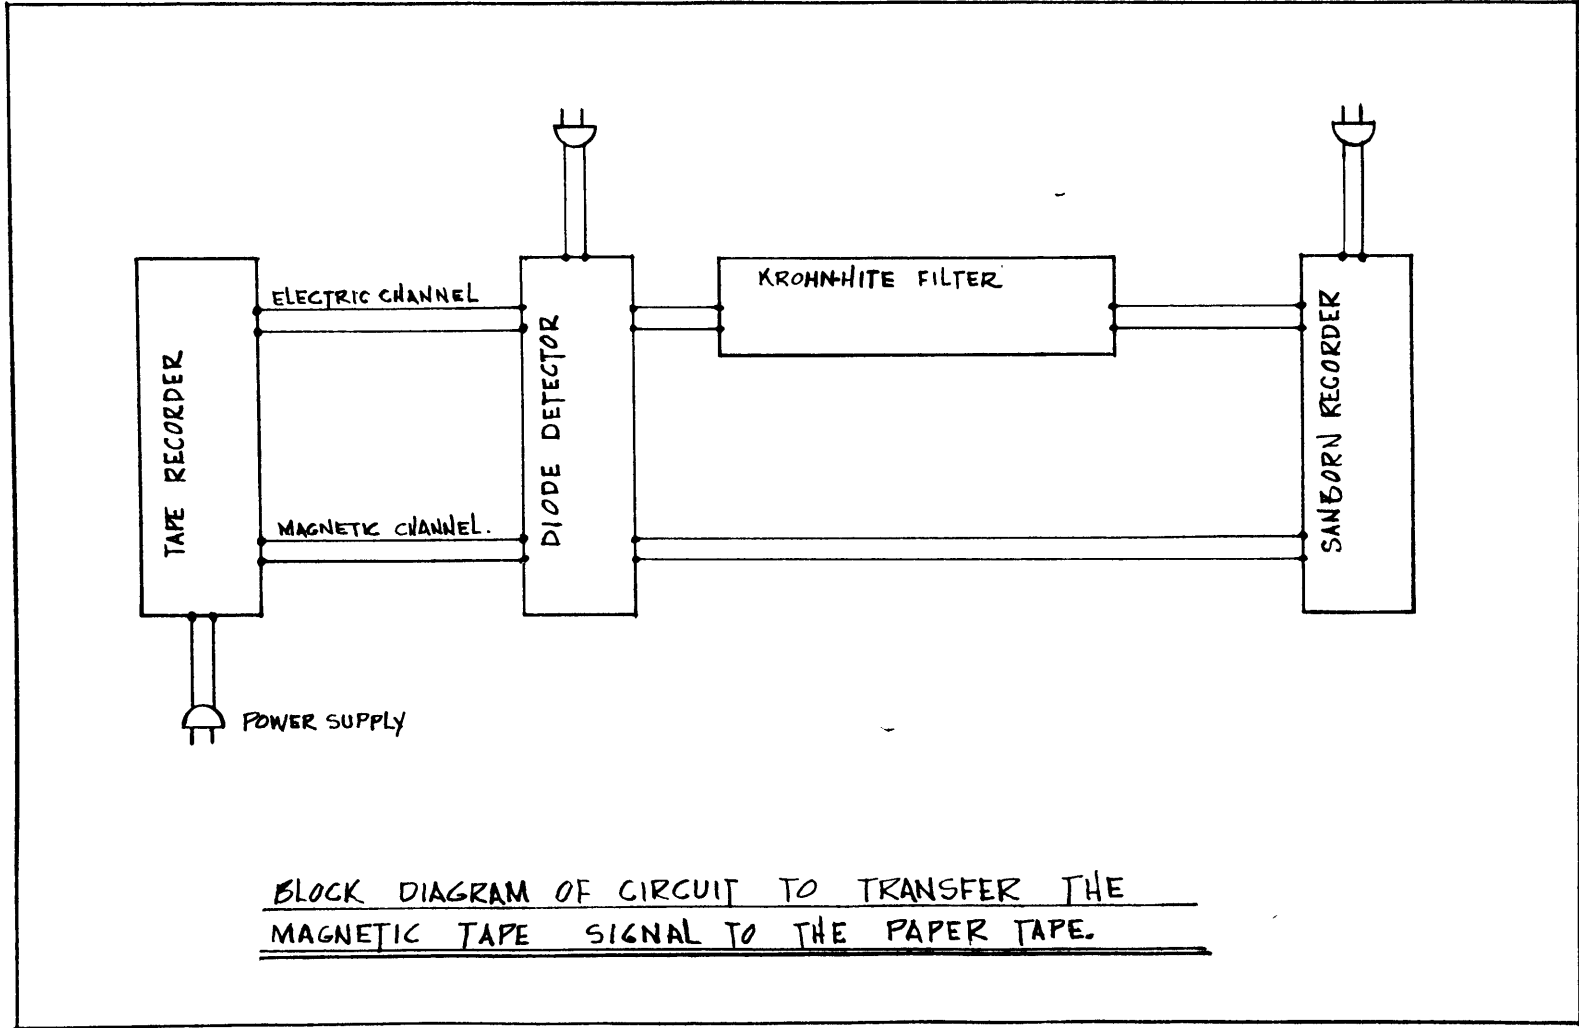 ELECTRIC CHANNEL
KROHN-HITE FILTER
TAPE RECORDER
DIODE DETECTOR
SANBORN RECORDER
MAGNETIC CHANNEL.
POWER SUPPLY
BLOCK DIAGRAM OF CIRCUIT TO TRANSFER THE
MAGNETIC TAPE SIGNAL TO THE PAPER TAPE.